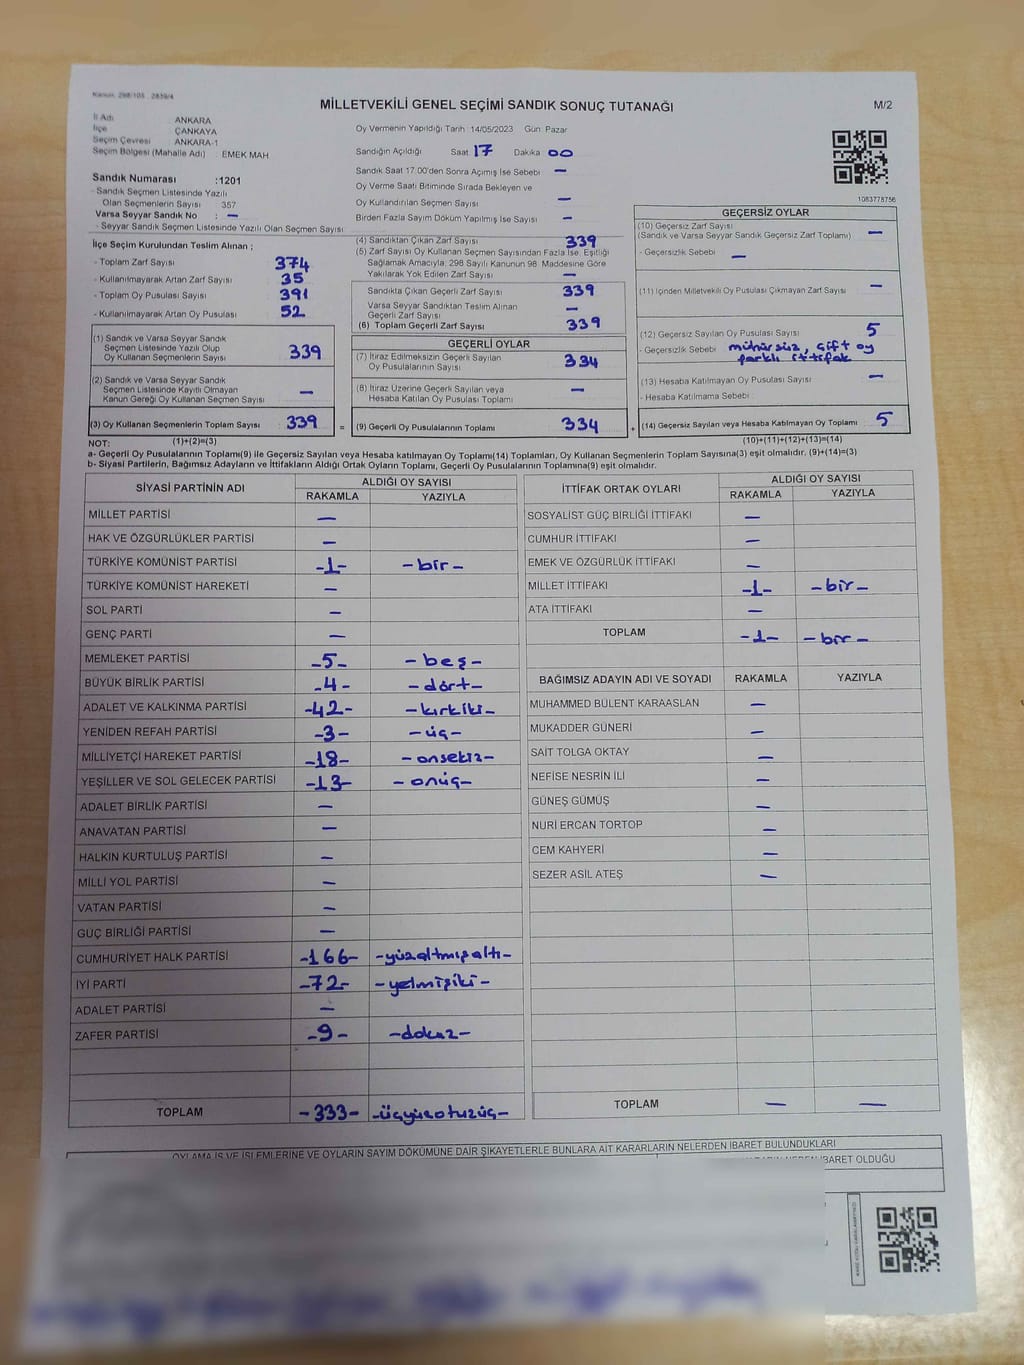 Kanun: 298/105 - 2839/4
MİLLETVEKİLİ GENEL SEÇİMİ SANDIK SONUÇ TUTANAĞI
M/2
İl Adı : ANKARA
İlçe : ÇANKAYA
Seçim Çevresi : ANKARA-1
Seçim Bölgesi (Mahalle Adı) : EMEK MAH
Sandık Numarası :1201
- Sandık Seçmen Listesinde Yazılı
Olan Seçmenlerin Sayısı : 357
Varsa Seyyar Sandık No : –
- Seyyar Sandık Seçmen Listesinde Yazılı Olan Seçmen Sayısı :
Oy Vermenin Yapıldığı Tarih : 14/05/2023 Gün: Pazar
Sandığın Açıldığı Saat 17 Dakika 00
Sandık Saat 17.00'den Sonra Açımış İse Sebebi –
Oy Verme Saati Bitiminde Sırada Bekleyen ve
Oy Kullandırılan Seçmen Sayısı –
Birden Fazla Sayım Döküm Yapılmış İse Sayısı –
1083778756
İlçe Seçim Kurulundan Teslim Alınan ;
- Toplam Zarf Sayısı 374
- Kullanılmayarak Artan Zarf Sayısı 35
- Toplam Oy Pusulası Sayısı 391
- Kullanılmayarak Artan Oy Pusulası 52
(1) Sandık ve Varsa Seyyar Sandık
Seçmen Listesinde Yazılı Olup
Oy Kullanan Seçmenlerin Sayısı 339
(2) Sandık ve Varsa Seyyar Sandık
Seçmen Listesinde Kayıtlı Olmayan
Kanun Gereği Oy Kullanan Seçmen Sayısı –
(3) Oy Kullanan Seçmenlerin Toplam Sayısı 339
(4) Sandıktan Çıkan Zarf Sayısı 339
(5) Zarf Sayısı Oy Kullanan Seçmen Sayısından Fazla İse, Eşitliği
Sağlamak Amacıyla; 298 Sayılı Kanunun 98. Maddesine Göre
Yakılarak Yok Edilen Zarf Sayısı –
Sandıkta Çıkan Geçerli Zarf Sayısı 339
Varsa Seyyar Sandıktan Teslim Alınan
Geçerli Zarf Sayısı –
(6) Toplam Geçerli Zarf Sayısı 339
GEÇERLİ OYLAR
(7) İtiraz Edilmeksizin Geçerli Sayılan
Oy Pusulalarının Sayısı 334
(8) İtiraz Üzerine Geçerli Sayılan veya
Hesaba Katılan Oy Pusulası Toplamı –
= (9) Geçerli Oy Pusulalarının Toplamı 334
GEÇERSİZ OYLAR
(10) Geçersiz Zarf Sayısı
(Sandık ve Varsa Seyyar Sandık Geçersiz Zarf Toplamı) –
- Geçersizlik Sebebi –
(11) İçinden Milletvekili Oy Pusulası Çıkmayan Zarf Sayısı –
(12) Geçersiz Sayılan Oy Pusulası Sayısı 5
- Geçersizlik Sebebi : mühürsüz, çift oy
farklı ittifak
(13) Hesaba Katılmayan Oy Pusulası Sayısı –
- Hesaba Katılmama Sebebi :
+ (14) Geçersiz Sayılan veya Hesaba Katılmayan Oy Toplamı 5
NOT: (1)+(2)=(3)
(10)+(11)+(12)+(13)=(14)
a- Geçerli Oy Pusulalarının Toplamı(9) ile Geçersiz Sayılan veya Hesaba katılmayan Oy Toplamı(14) Toplamları, Oy Kullanan Seçmenlerin Toplam Sayısına(3) eşit olmalıdır. (9)+(14)=(3)
b- Siyasi Partilerin, Bağımsız Adayların ve İttifakların Aldığı Ortak Oyların Toplamı, Geçerli Oy Pusulalarının Toplamına(9) eşit olmalıdır.
SİYASİ PARTİNİN ADI ALDIĞI OY SAYISI
RAKAMLA YAZIYLA
MİLLET PARTİSİ –
HAK VE ÖZGÜRLÜKLER PARTİSİ –
TÜRKİYE KOMÜNİST PARTİSİ -1- -bir-
TÜRKİYE KOMÜNİST HAREKETİ –
SOL PARTİ –
GENÇ PARTİ –
MEMLEKET PARTİSİ -5- -beş-
BÜYÜK BİRLİK PARTİSİ -4- -dört-
ADALET VE KALKINMA PARTİSİ -42- -kırkiki-
YENİDEN REFAH PARTİSİ -3- -üç-
MİLLİYETÇİ HAREKET PARTİSİ -18- -onsekiz-
YEŞİLLER VE SOL GELECEK PARTİSİ -13- -onüç-
ADALET BİRLİK PARTİSİ –
ANAVATAN PARTİSİ –
HALKIN KURTULUŞ PARTİSİ –
MİLLİ YOL PARTİSİ –
VATAN PARTİSİ –
GÜÇ BİRLİĞİ PARTİSİ –
CUMHURİYET HALK PARTİSİ -166- -yüzaltmışaltı-
İYİ PARTİ -72- -yetmişiki-
ADALET PARTİSİ –
ZAFER PARTİSİ -9- -dokuz-
TOPLAM -333- -üçyüzotuzüç-
İTTİFAK ORTAK OYLARI ALDIĞI OY SAYISI
RAKAMLA YAZIYLA
SOSYALİST GÜÇ BİRLİĞİ İTTİFAKI –
CUMHUR İTTİFAKI –
EMEK VE ÖZGÜRLÜK İTTİFAKI –
MİLLET İTTİFAKI -1- -bir-
ATA İTTİFAKI –
TOPLAM -1- -bir-
BAĞIMSIZ ADAYIN ADI VE SOYADI RAKAMLA YAZIYLA
MUHAMMED BÜLENT KARAASLAN –
MUKADDER GÜNERİ –
SAİT TOLGA OKTAY –
NEFİSE NESRİN İLİ –
GÜNEŞ GÜMÜŞ –
NURİ ERCAN TORTOP –
CEM KAHYERİ –
SEZER ASİL ATEŞ –
TOPLAM – –
OYLAMA İŞ VE İŞLEMLERİNE VE OYLARIN SAYIM DÖKÜMÜNE DAİR ŞİKAYETLERLE BUNLARA AİT KARARLARIN NELERDEN İBARET BULUNDUKLARI
NEDEN İBARET OLDUĞU